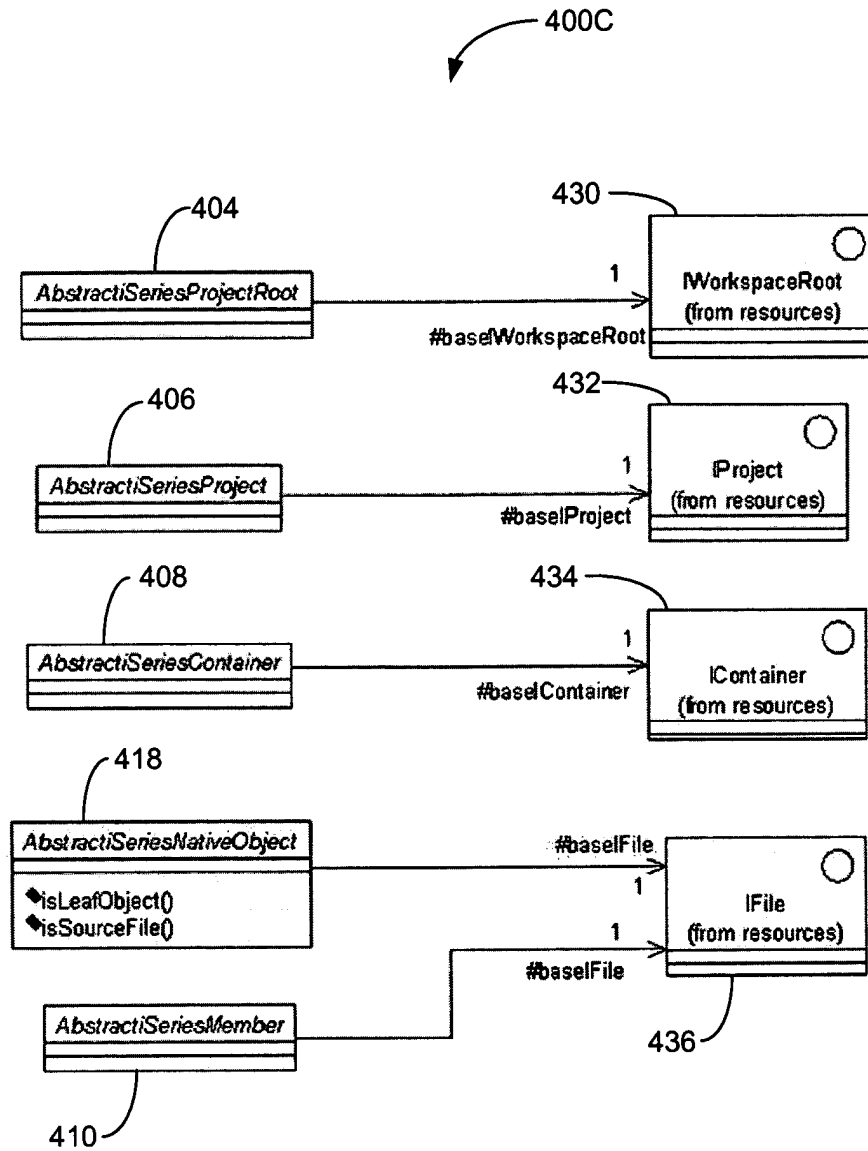 400C
404
430
AbstractiSeriesProjectRoot
1
IWorkspaceRoot
(from resources)
#baseIWorkspaceRoot
406
432
AbstractiSeriesProject
1
IProject
(from resources)
#baseIProject
408
434
AbstractiSeriesContainer
1
IContainer
(from resources)
#baseIContainer
418
AbstractiSeriesNativeObject
isLeafObject()
isSourceFile()
#baseIFile
1
IFile
(from resources)
1
#baseIFile
AbstractiSeriesMember
436
410